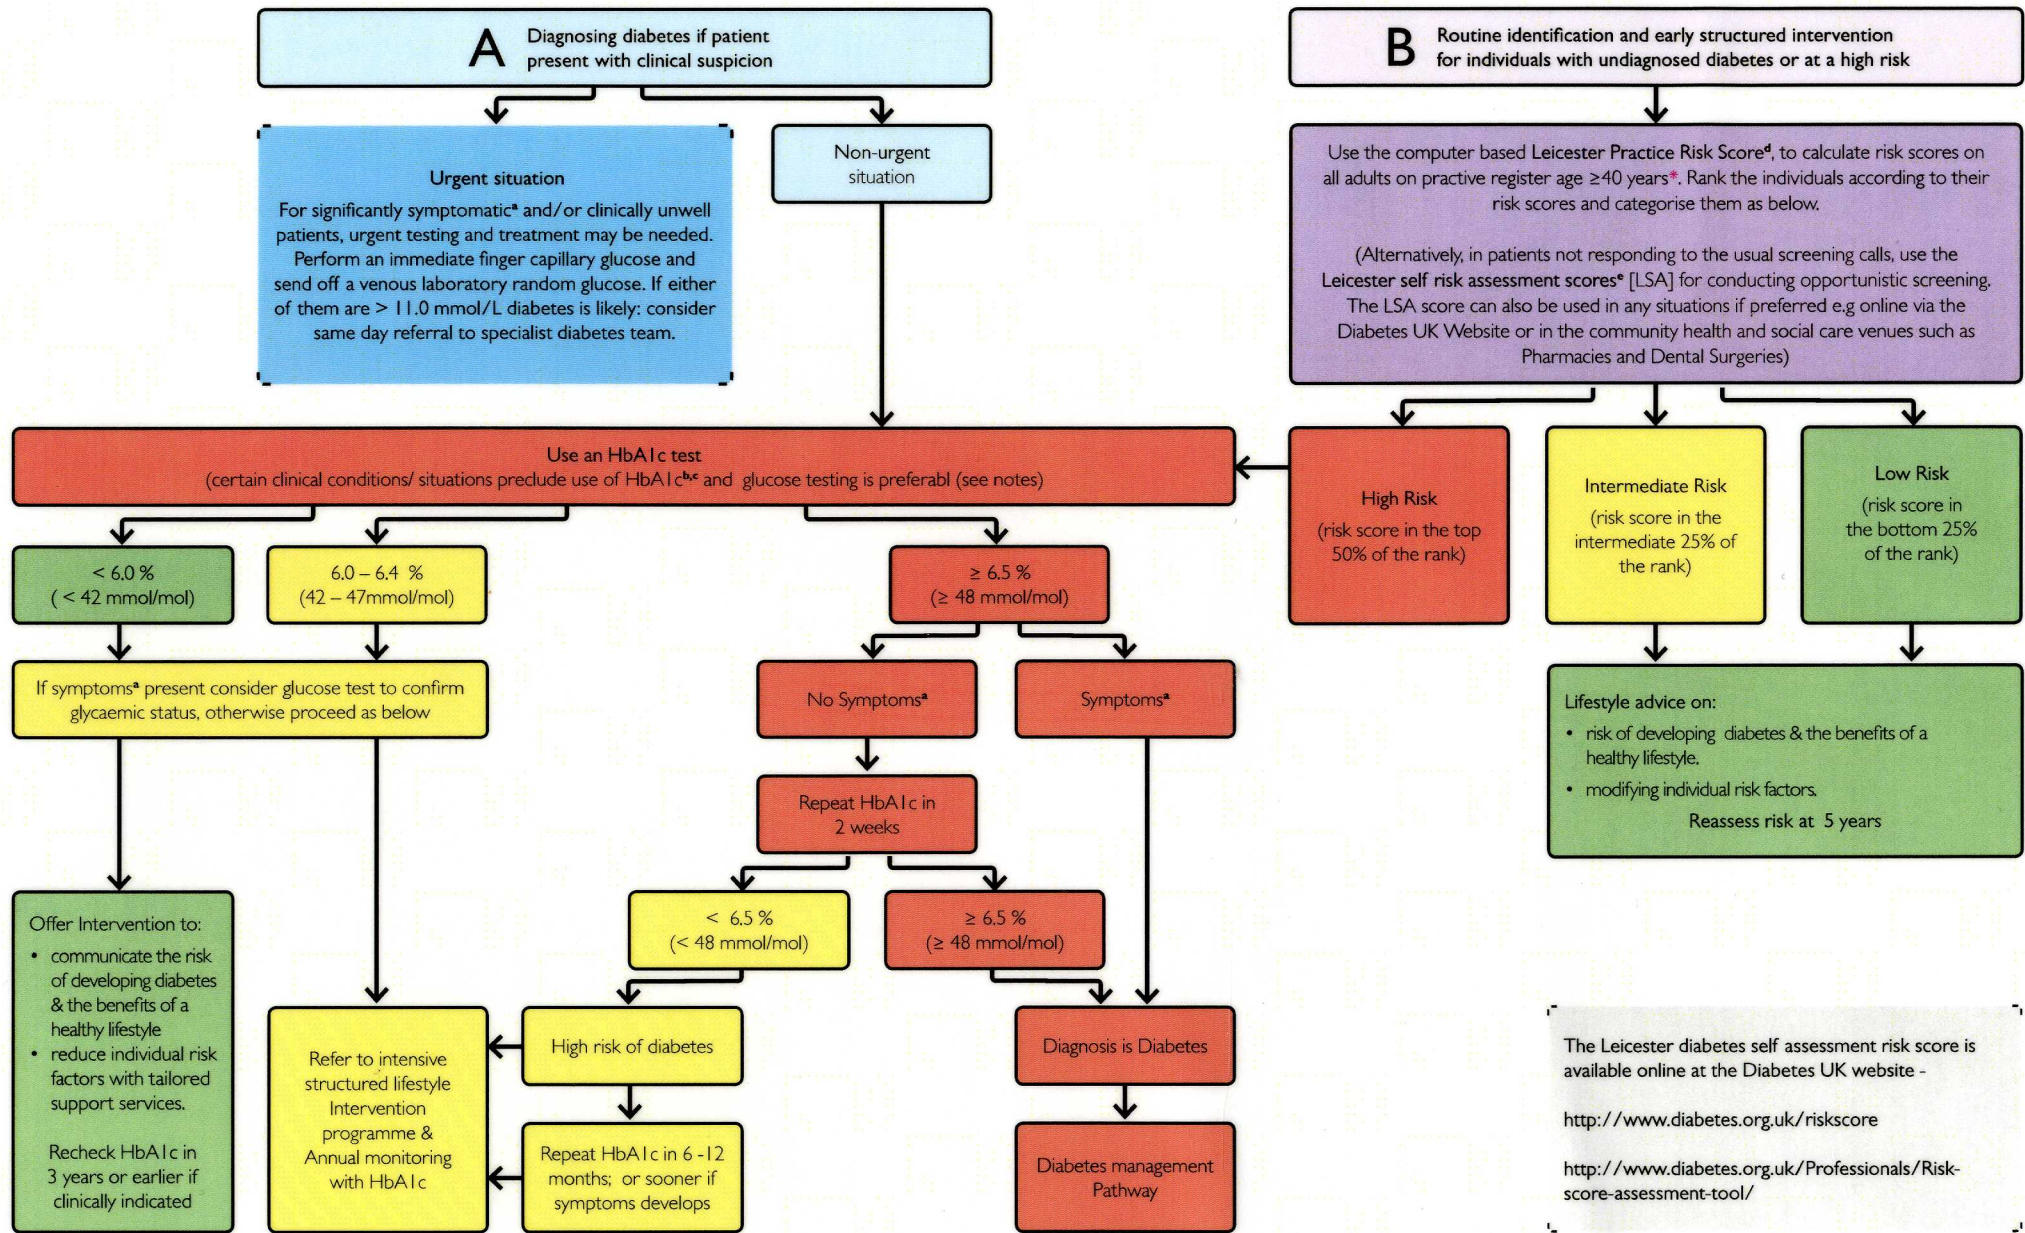 A
Diagnosing diabetes if patient
present with clinical suspicion
Urgent situation
For significantly symptomaticᵃ and/or clinically unwell
patients, urgent testing and treatment may be needed.
Perform an immediate finger capillary glucose and
send off a venous laboratory random glucose. If either
of them are > 11.0 mmol/L diabetes is likely: consider
same day referral to specialist diabetes team.
Non-urgent
situation
B
Routine identification and early structured intervention
for individuals with undiagnosed diabetes or at a high risk
Use the computer based Leicester Practice Risk Scoreᵈ, to calculate risk scores on
all adults on practive register age ≥40 years*. Rank the individuals according to their
risk scores and categorise them as below.
(Alternatively, in patients not responding to the usual screening calls, use the
Leicester self risk assessment scoresᵉ [LSA] for conducting opportunistic screening.
The LSA score can also be used in any situations if preferred e.g online via the
Diabetes UK Website or in the community health and social care venues such as
Pharmacies and Dental Surgeries)
Use an HbA1c test
(certain clinical conditions/ situations preclude use of HbA1cᵇ,ᶜ and glucose testing is preferabl (see notes)
High Risk
(risk score in the top
50% of the rank)
Intermediate Risk
(risk score in the
intermediate 25% of
the rank)
Low Risk
(risk score in
the bottom 25%
of the rank)
< 6.0 %
( < 42 mmol/mol)
6.0 – 6.4 %
(42 – 47mmol/mol)
≥ 6.5 %
(≥ 48 mmol/mol)
If symptomsᵃ present consider glucose test to confirm
glycaemic status, otherwise proceed as below
No Symptomsᵃ
Symptomsᵃ
Lifestyle advice on:
• risk of developing diabetes & the benefits of a
healthy lifestyle.
• modifying individual risk factors.
Reassess risk at 5 years
Repeat HbA1c in
2 weeks
< 6.5 %
(< 48 mmol/mol)
≥ 6.5 %
(≥ 48 mmol/mol)
Offer Intervention to:
• communicate the risk
of developing diabetes
& the benefits of a
healthy lifestyle
• reduce individual risk
factors with tailored
support services.
Recheck HbA1c in
3 years or earlier if
clinically indicated
Refer to intensive
structured lifestyle
Intervention
programme &
Annual monitoring
with HbA1c
High risk of diabetes
Repeat HbA1c in 6 -12
months; or sooner if
symptoms develops
Diagnosis is Diabetes
Diabetes management
Pathway
The Leicester diabetes self assessment risk score is
available online at the Diabetes UK website -
http://www.diabetes.org.uk/riskscore
http://www.diabetes.org.uk/Professionals/Risk-
score-assessment-tool/